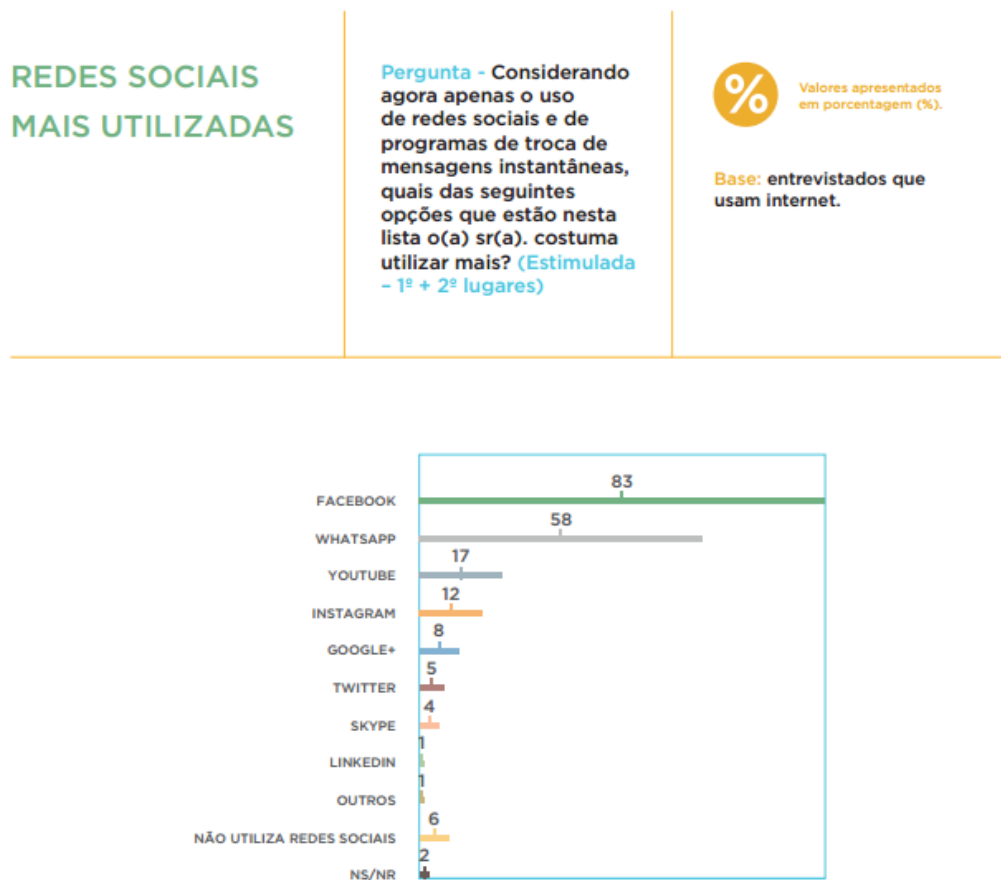 REDES SOCIAIS
MAIS UTILIZADAS
Pergunta - Considerando
agora apenas o uso
de redes sociais e de
programas de troca de
mensagens instantâneas,
quais das seguintes
opções que estão nesta
lista o(a) sr(a). costuma
utilizar mais? (Estimulada
– 1º + 2º lugares)
%
Valores apresentados
em porcentagem (%).
Base: entrevistados que
usam internet.
83
FACEBOOK
58
WHATSAPP
17
YOUTUBE
12
INSTAGRAM
8
GOOGLE+
5
TWITTER
4
SKYPE
1
LINKEDIN
1
OUTROS
6
NÃO UTILIZA REDES SOCIAIS
2
NS/NR